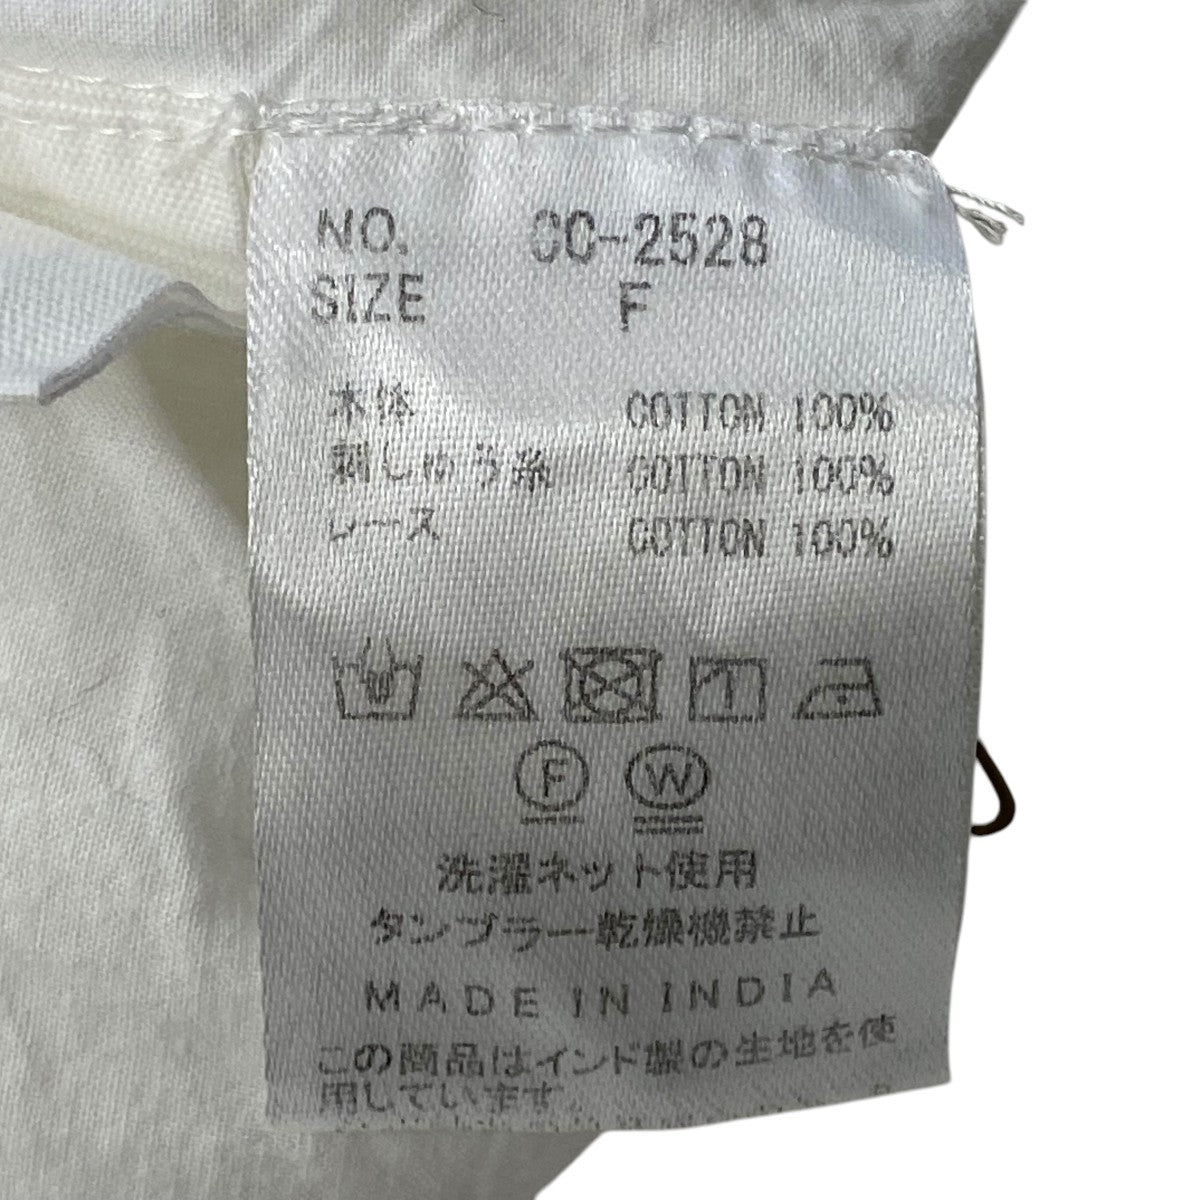 NO. CC-2528
SIZE F
本体 COTTON 100%
刺しゅう糸 COTTON 100%
レース COTTON 100%
F W
洗濯ネット使用
タンブラー乾燥機禁止
MADE IN INDIA
この商品はインド製の生地を使
用しています。